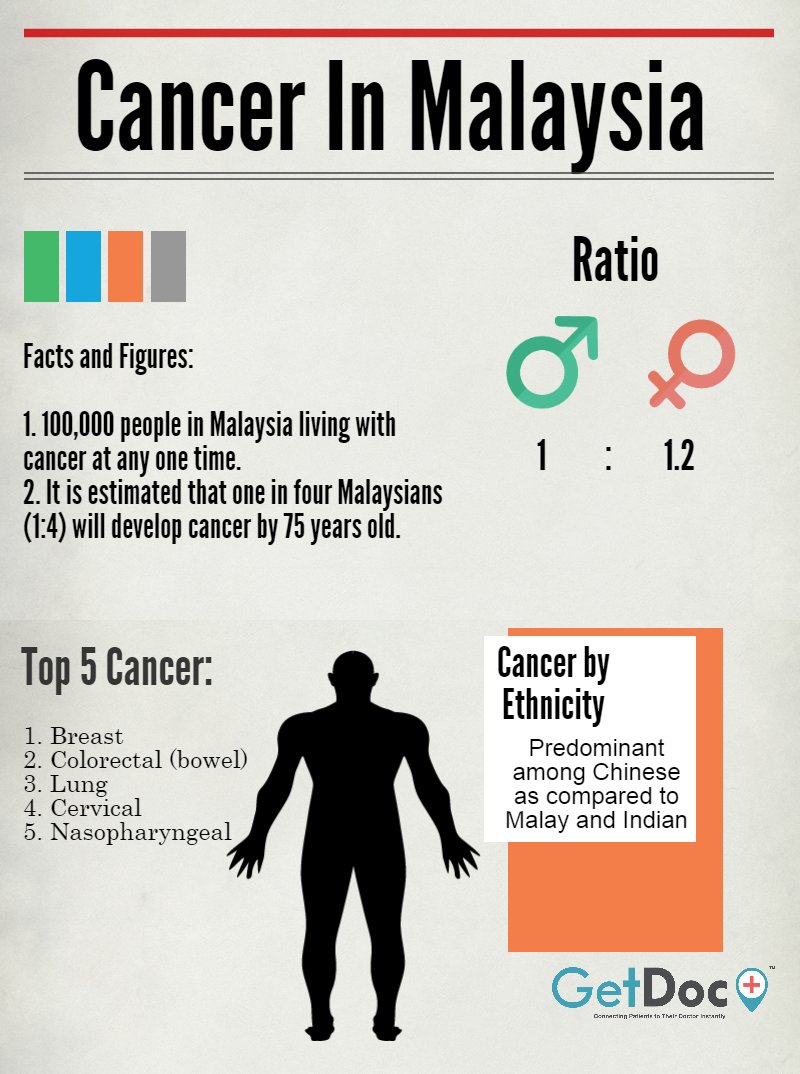 Cancer In Malaysia
Ratio
1 : 1.2
Facts and Figures:
1. 100,000 people in Malaysia living with
cancer at any one time.
2. It is estimated that one in four Malaysians
(1:4) will develop cancer by 75 years old.
Top 5 Cancer:
1. Breast
2. Colorectal (bowel)
3. Lung
4. Cervical
5. Nasopharyngeal
Cancer by
Ethnicity
Predominant
among Chinese
as compared to
Malay and Indian
GetDoc ™
Connecting Patients to Their Doctor Instantly